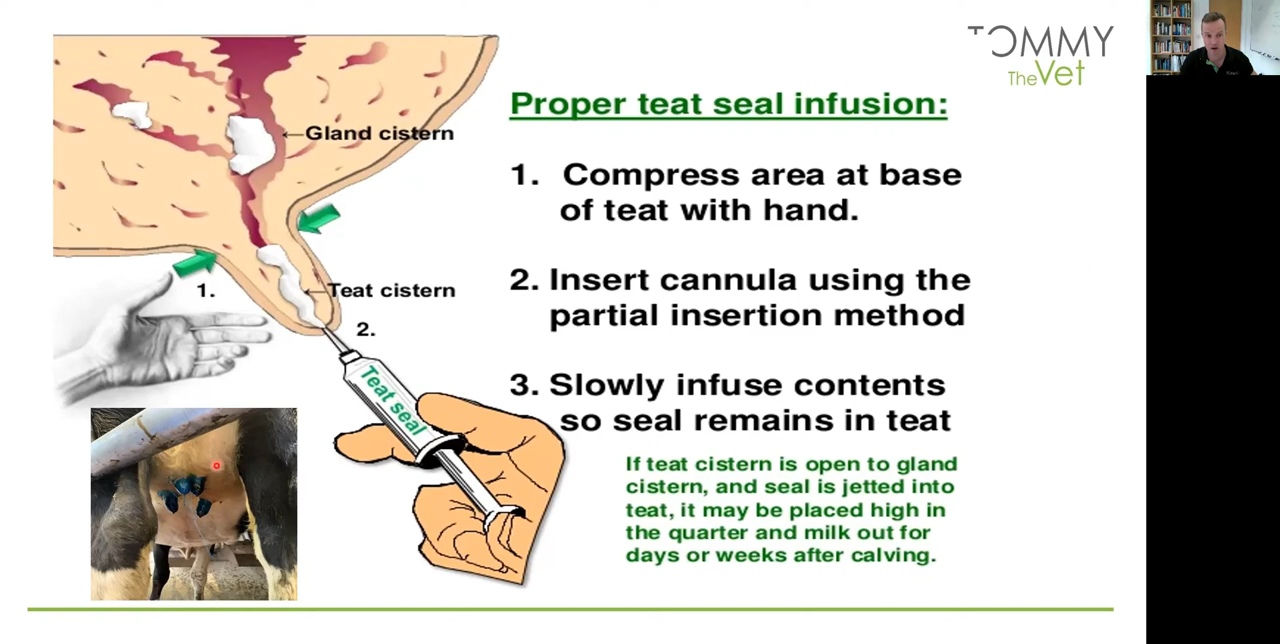 TOMMY
TheVet
Proper teat seal infusion:
←Gland cistern
1. Compress area at base
of teat with hand.
1.
←Teat cistern
2. Insert cannula using the
partial insertion method
2.
Teat seal
3. Slowly infuse contents
so seal remains in teat
If teat cistern is open to gland
cistern, and seal is jetted into
teat, it may be placed high in
the quarter and milk out for
days or weeks after calving.